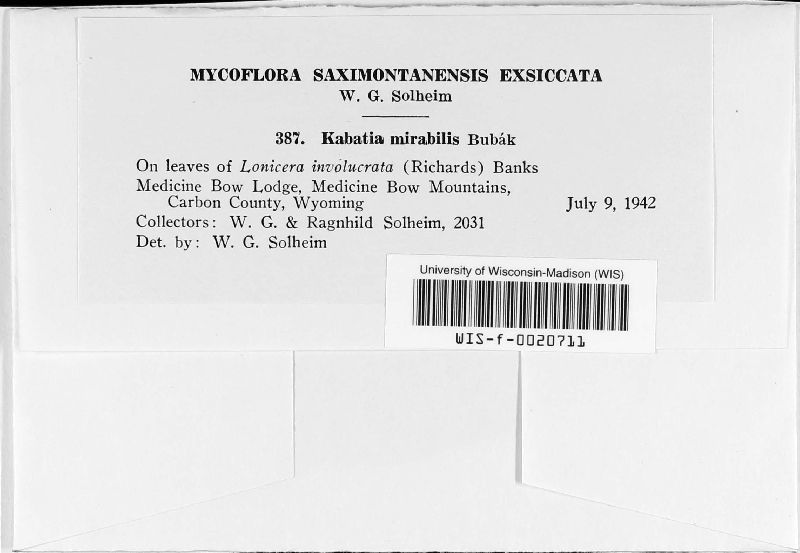 MYCOFLORA SAXIMONTANENSIS EXSICCATA
W. G. Solheim
387. Kabatia mirabilis Bubák
On leaves of Lonicera involucrata (Richards) Banks
Medicine Bow Lodge, Medicine Bow Mountains,
Carbon County, Wyoming July 9, 1942
Collectors: W. G. & Ragnhild Solheim, 2031
Det. by: W. G. Solheim
University of Wisconsin-Madison (WIS)
WIS-f-0020711